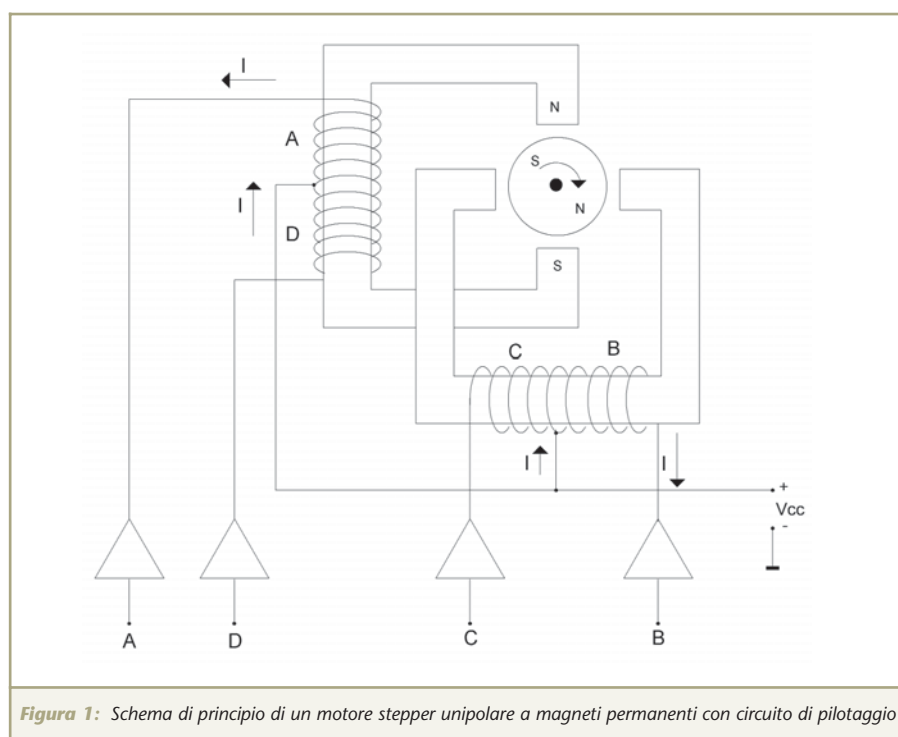 I
N
A
S
N
I
D
S
C
B
I
I
+
Vcc
-
A
D
C
B
Figura 1: Schema di principio di un motore stepper unipolare a magneti permanenti con circuito di pilotaggio